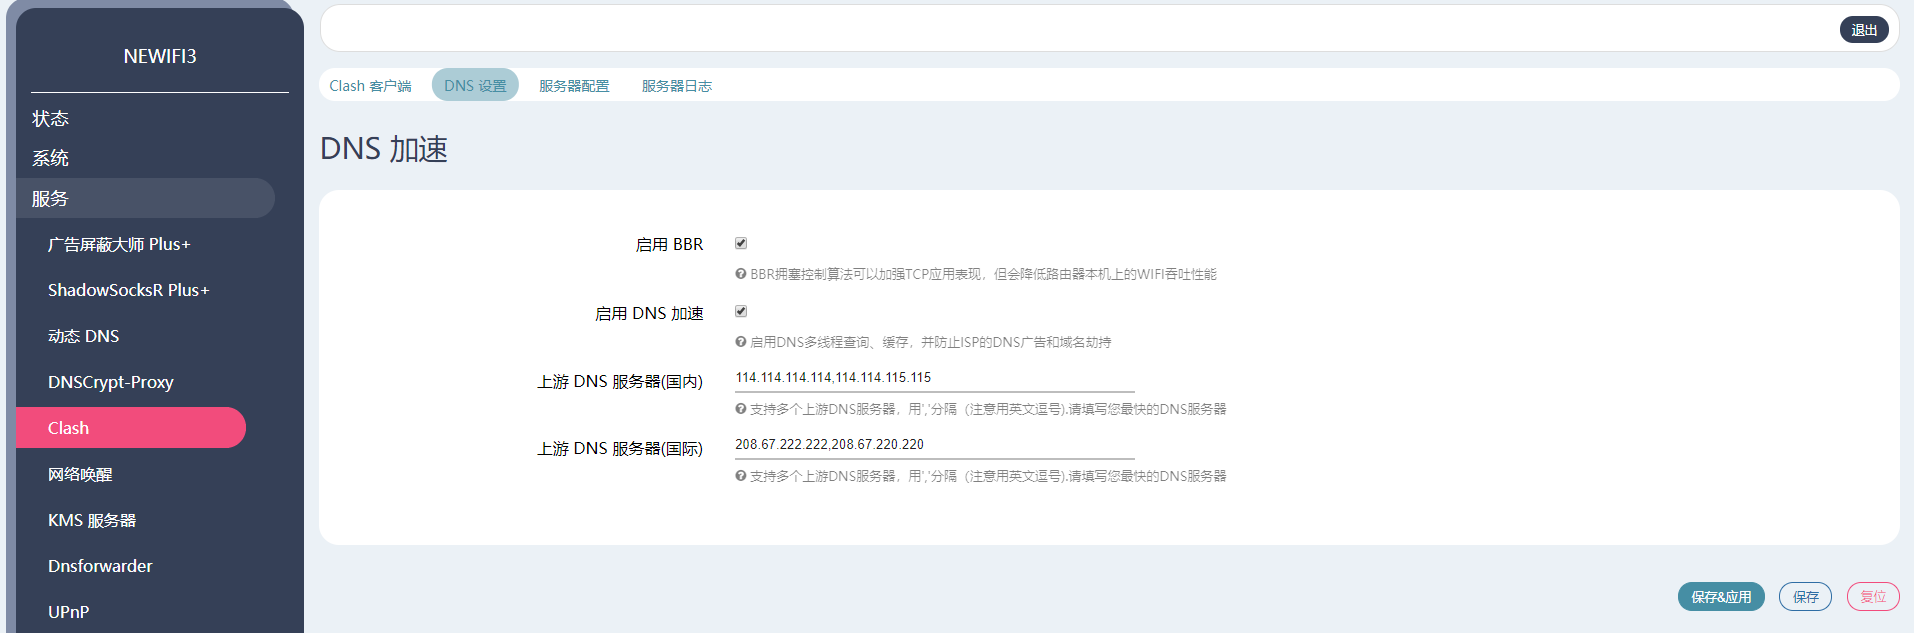 NEWIFI3
状态
系统
服务
广告屏蔽大师 Plus+
ShadowSocksR Plus+
动态 DNS
DNSCrypt-Proxy
Clash
网络唤醒
KMS 服务器
Dnsforwarder
UPnP
退出
Clash 客户端 DNS 设置 服务器配置 服务器日志
DNS 加速
启用 BBR
BBR拥塞控制算法可以加强TCP应用表现，但会降低路由器本机上的WIFI吞吐性能
启用 DNS 加速
启用DNS多线程查询、缓存，并防止ISP的DNS广告和域名劫持
上游 DNS 服务器(国内) 114.114.114.114,114.114.115.115
支持多个上游DNS服务器，用','分隔（注意用英文逗号).请填写您最快的DNS服务器
上游 DNS 服务器(国际) 208.67.222.222,208.67.220.220
支持多个上游DNS服务器，用','分隔（注意用英文逗号).请填写您最快的DNS服务器
保存&应用 保存 复位